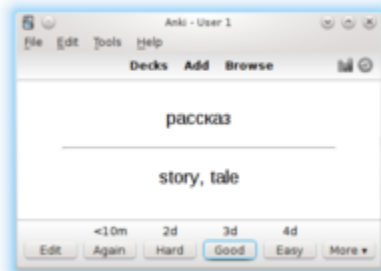 Anki - User 1
File Edit Tools Help
Decks Add Browse
рассказ
story, tale
<10m 2d 3d 4d
Edit Again Hard Good Easy More ▾